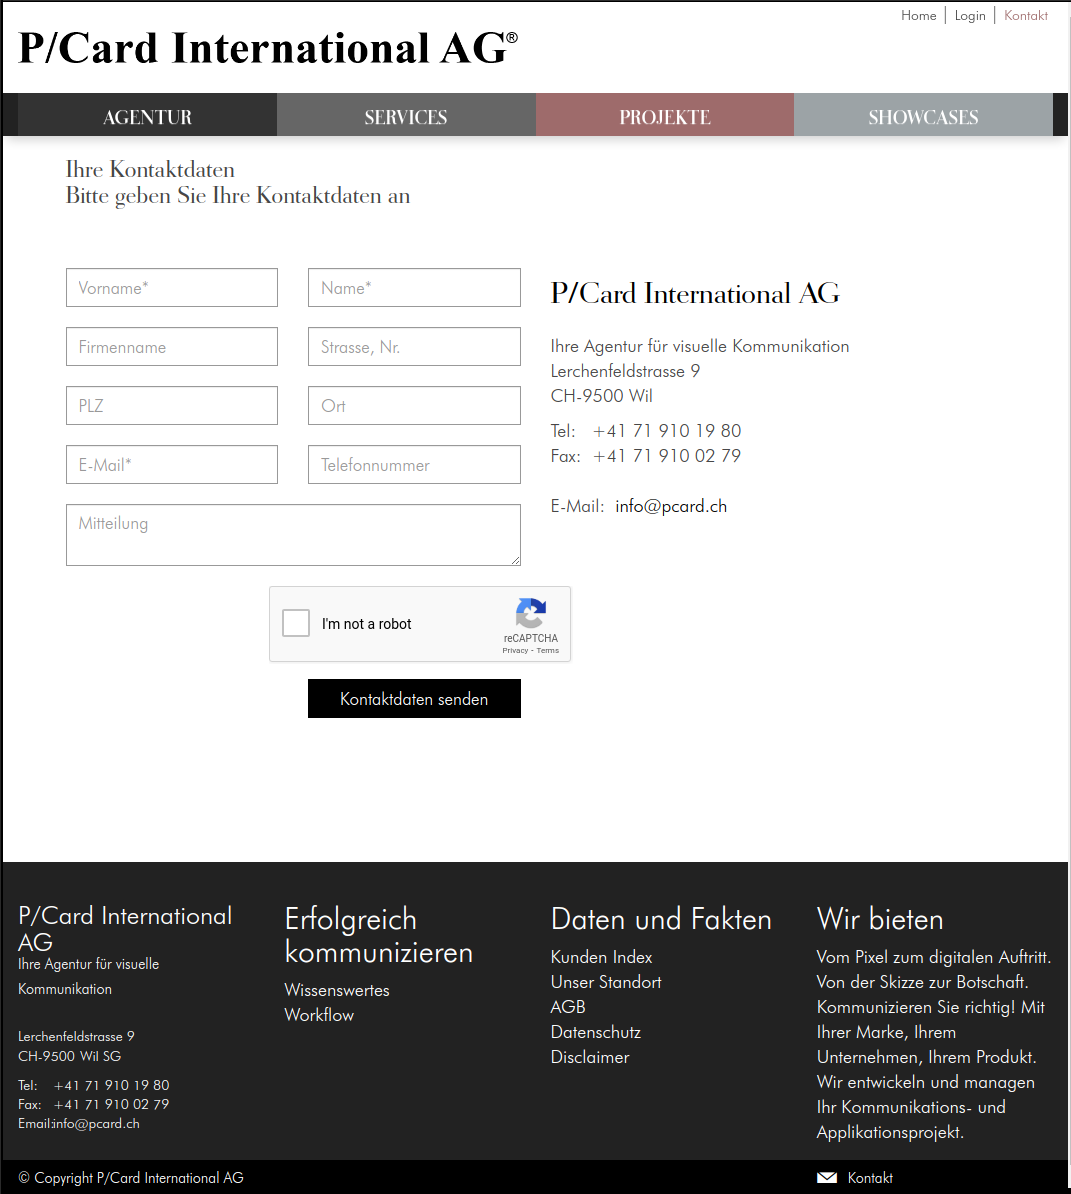 Home | Login | Kontakt
P/Card International AG®
AGENTUR SERVICES PROJEKTE SHOWCASES
Ihre Kontaktdaten
Bitte geben Sie Ihre Kontaktdaten an
Vorname* Name*
Firmenname Strasse, Nr.
PLZ Ort
E-Mail* Telefonnummer
Mitteilung
I'm not a robot
reCAPTCHA
Privacy - Terms
Kontaktdaten senden
P/Card International AG
Ihre Agentur für visuelle Kommunikation
Lerchenfeldstrasse 9
CH-9500 Wil
Tel: +41 71 910 19 80
Fax: +41 71 910 02 79
E-Mail: info@pcard.ch
P/Card International
AG
Ihre Agentur für visuelle
Kommunikation
Lerchenfeldstrasse 9
CH-9500 Wil SG
Tel: +41 71 910 19 80
Fax: +41 71 910 02 79
Email:info@pcard.ch
Erfolgreich
kommunizieren
Wissenswertes
Workflow
Daten und Fakten
Kunden Index
Unser Standort
AGB
Datenschutz
Disclaimer
Wir bieten
Vom Pixel zum digitalen Auftritt.
Von der Skizze zur Botschaft.
Kommunizieren Sie richtig! Mit
Ihrer Marke, Ihrem
Unternehmen, Ihrem Produkt.
Wir entwickeln und managen
Ihr Kommunikations- und
Applikationsprojekt.
© Copyright P/Card International AG
Kontakt